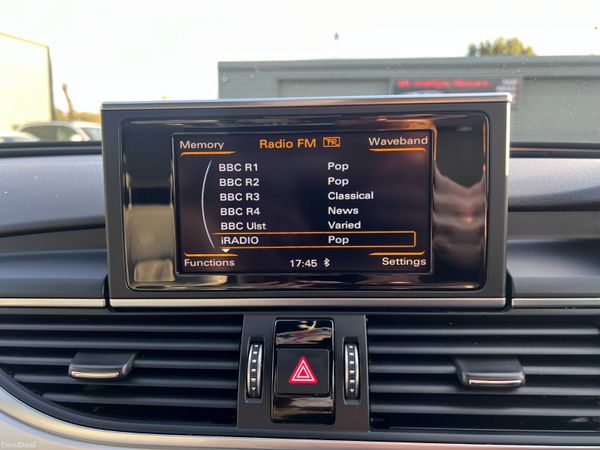 Memory Radio FM TP Waveband
BBC R1 Pop
BBC R2 Pop
BBC R3 Classical
BBC R4 News
BBC Ulst Varied
iRADIO Pop
Functions 17:45 Settings
DoneDeal